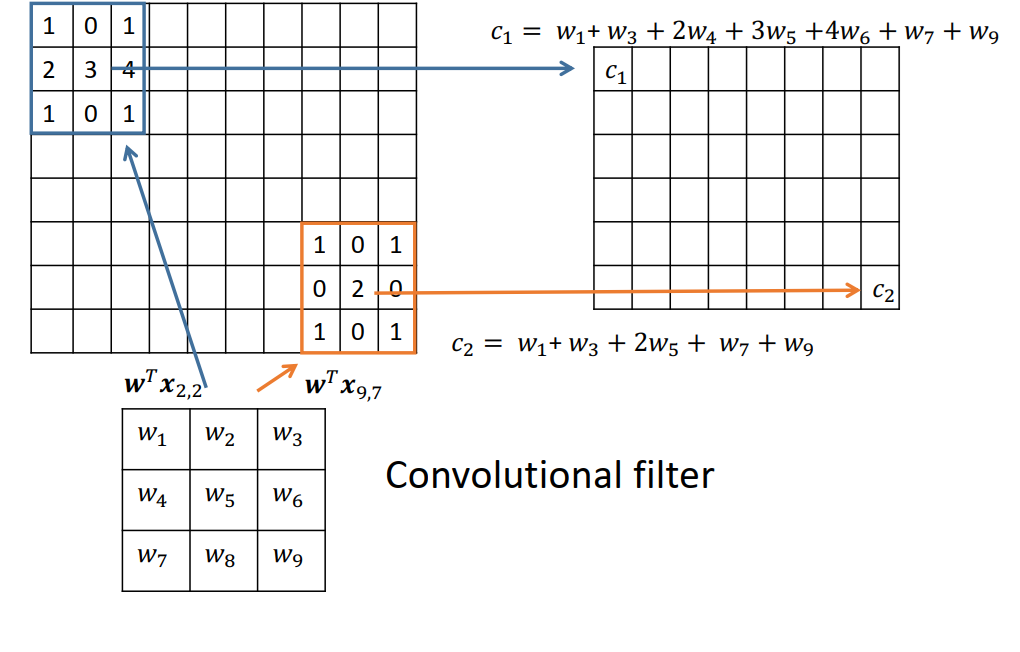 c₁ = w₁+ w₃ + 2w₄ + 3w₅ +4w₆ + w₇ + w₉
1 0 1
2 3 4
1 0 1
c₁
1 0 1
0 2 0
1 0 1
c₂
c₂ = w₁+ w₃ + 2w₅ + w₇ + w₉
wᵀx₂,₂
wᵀx₉,₇
w₁ w₂ w₃
w₄ w₅ w₆
w₇ w₈ w₉
Convolutional filter